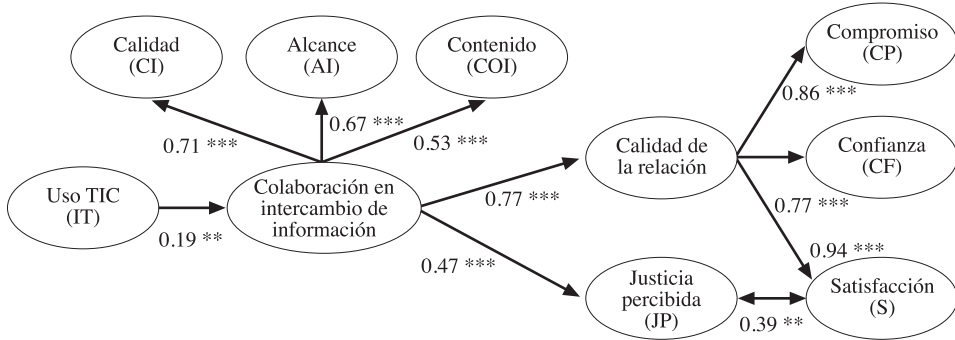 Calidad
(CI)
Alcance
(AI)
Contenido
(COI)
Compromiso
(CP)
0.71 ***
0.67 ***
0.53 ***
0.86 ***
Uso TIC
(IT)
0.19 **
Colaboración en
intercambio de
información
0.77 ***
0.47 ***
Calidad de
la relación
Confianza
(CF)
0.77 ***
0.94 ***
Justicia
percibida
(JP)
0.39 **
Satisfacción
(S)